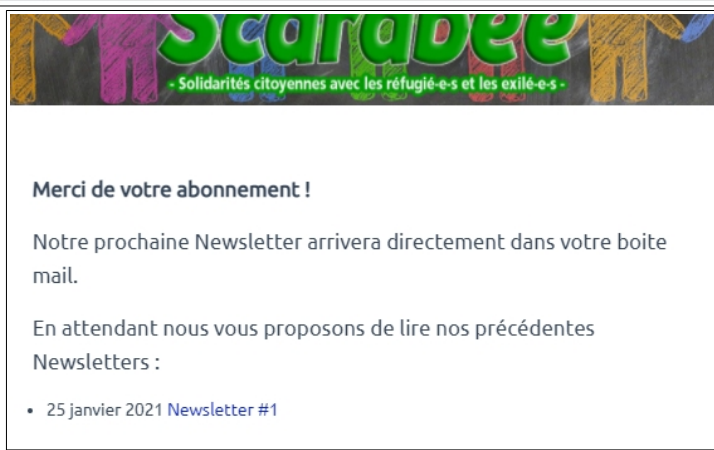 Scarabée
- Solidarités citoyennes avec les réfugié-e-s et les exilé-e-s -
Merci de votre abonnement !
Notre prochaine Newsletter arrivera directement dans votre boite
mail.
En attendant nous vous proposons de lire nos précédentes
Newsletters :
• 25 janvier 2021 Newsletter #1